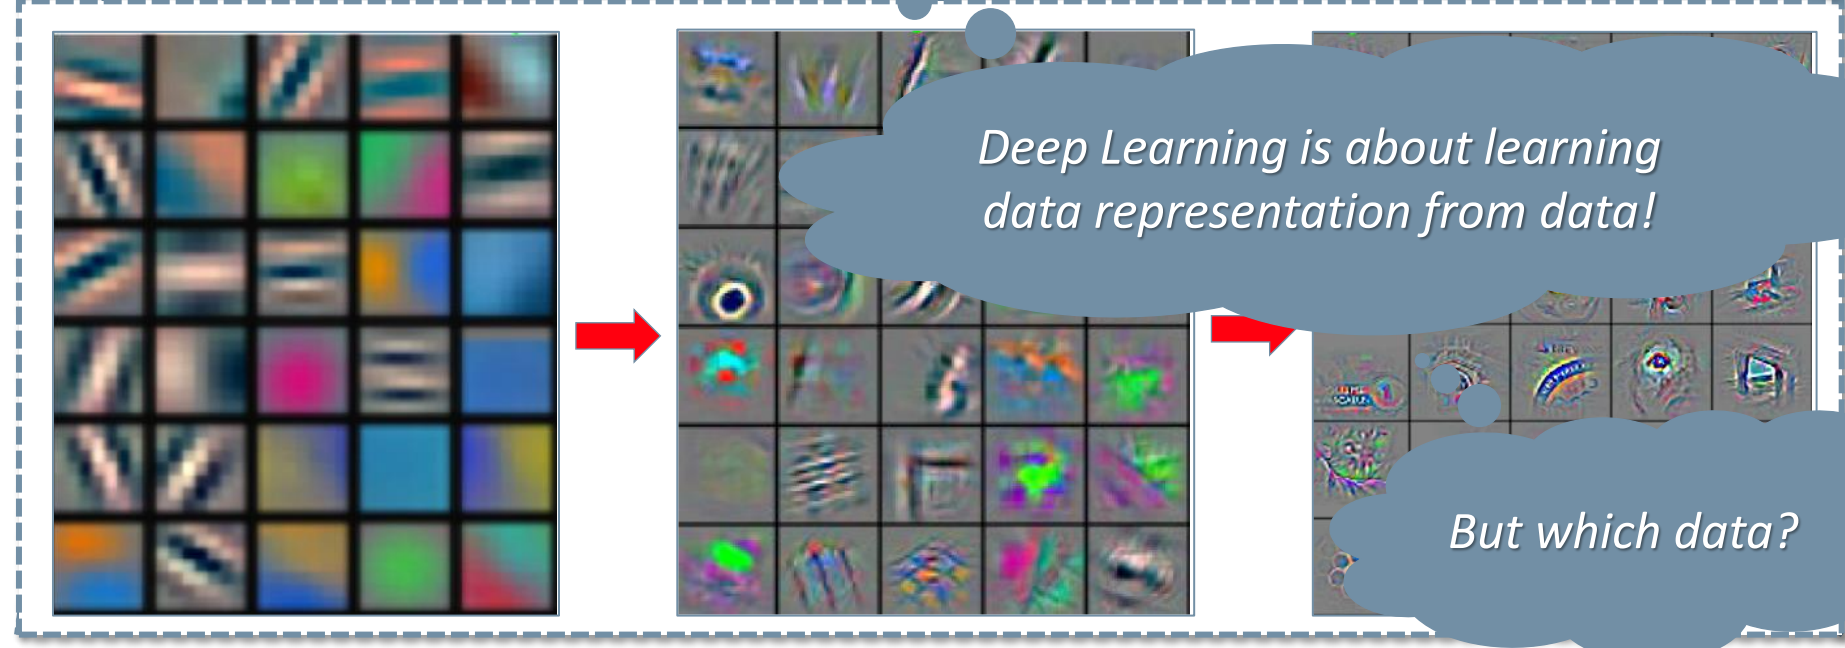 Deep Learning is about learning
data representation from data!
But which data?